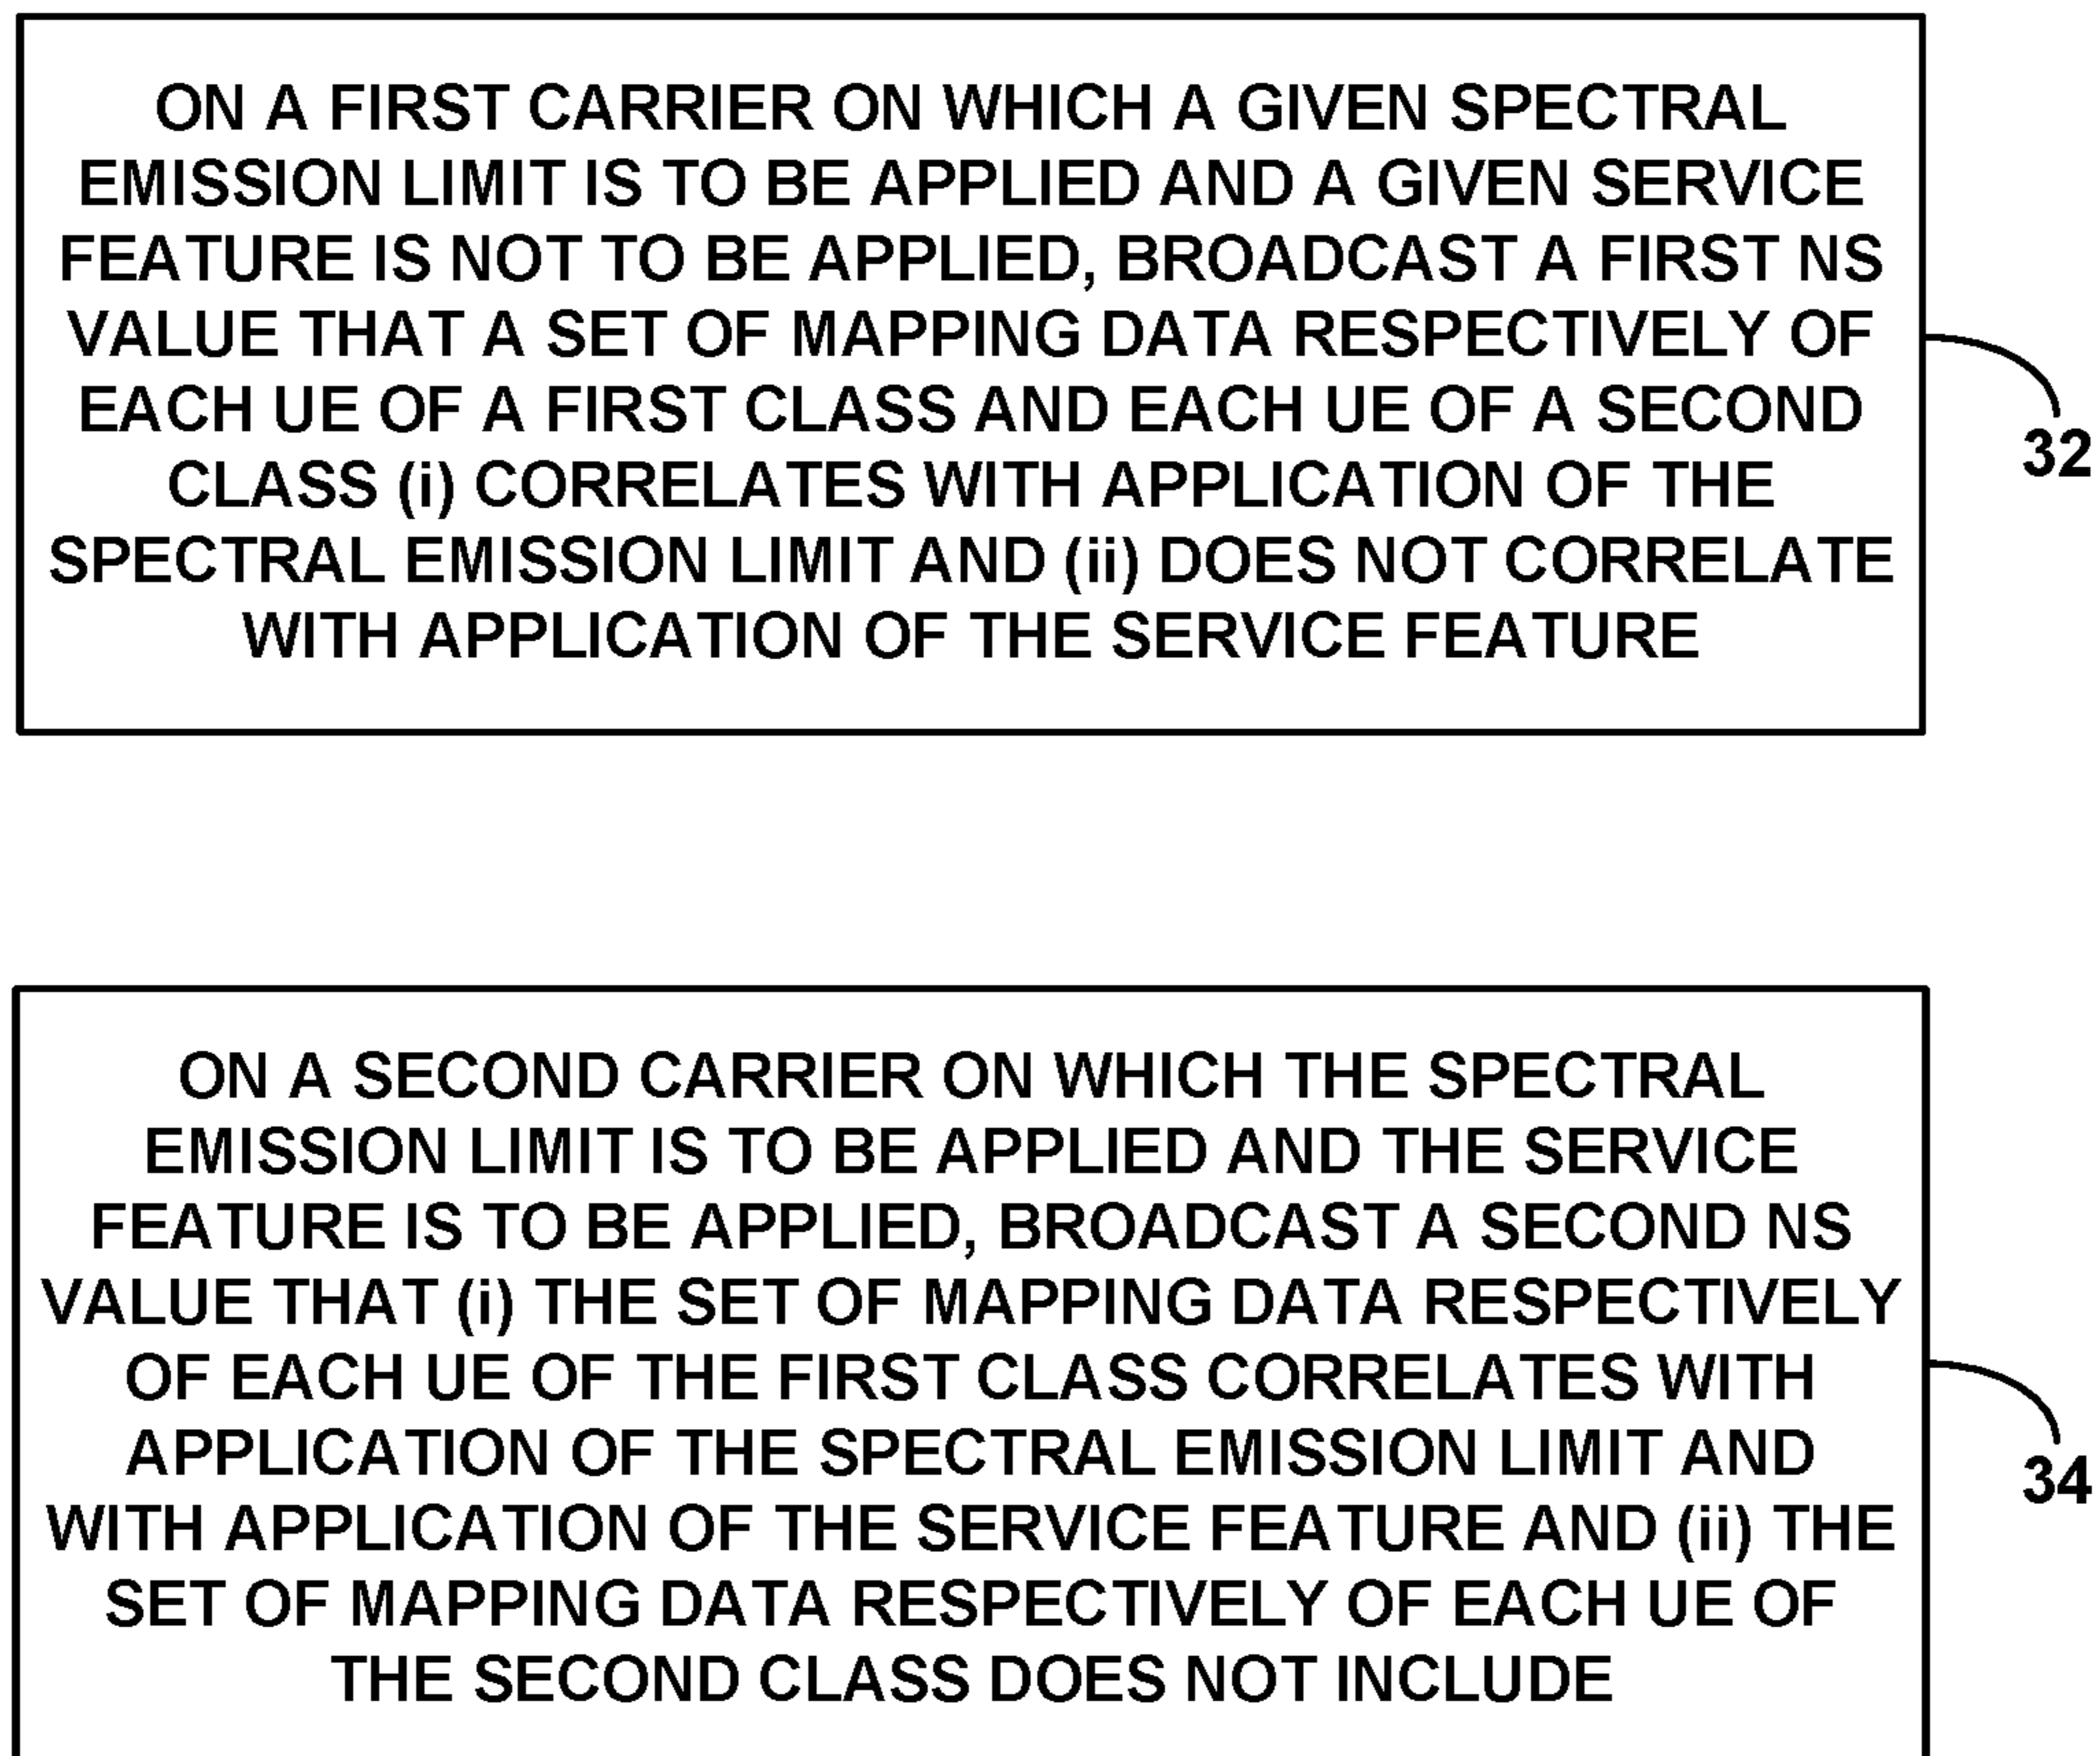 ON A FIRST CARRIER ON WHICH A GIVEN SPECTRAL
EMISSION LIMIT IS TO BE APPLIED AND A GIVEN SERVICE
FEATURE IS NOT TO BE APPLIED, BROADCAST A FIRST NS
VALUE THAT A SET OF MAPPING DATA RESPECTIVELY OF
EACH UE OF A FIRST CLASS AND EACH UE OF A SECOND
CLASS (i) CORRELATES WITH APPLICATION OF THE
SPECTRAL EMISSION LIMIT AND (ii) DOES NOT CORRELATE
WITH APPLICATION OF THE SERVICE FEATURE
32
ON A SECOND CARRIER ON WHICH THE SPECTRAL
EMISSION LIMIT IS TO BE APPLIED AND THE SERVICE
FEATURE IS TO BE APPLIED, BROADCAST A SECOND NS
VALUE THAT (i) THE SET OF MAPPING DATA RESPECTIVELY
OF EACH UE OF THE FIRST CLASS CORRELATES WITH
APPLICATION OF THE SPECTRAL EMISSION LIMIT AND
WITH APPLICATION OF THE SERVICE FEATURE AND (ii) THE
SET OF MAPPING DATA RESPECTIVELY OF EACH UE OF
THE SECOND CLASS DOES NOT INCLUDE
34